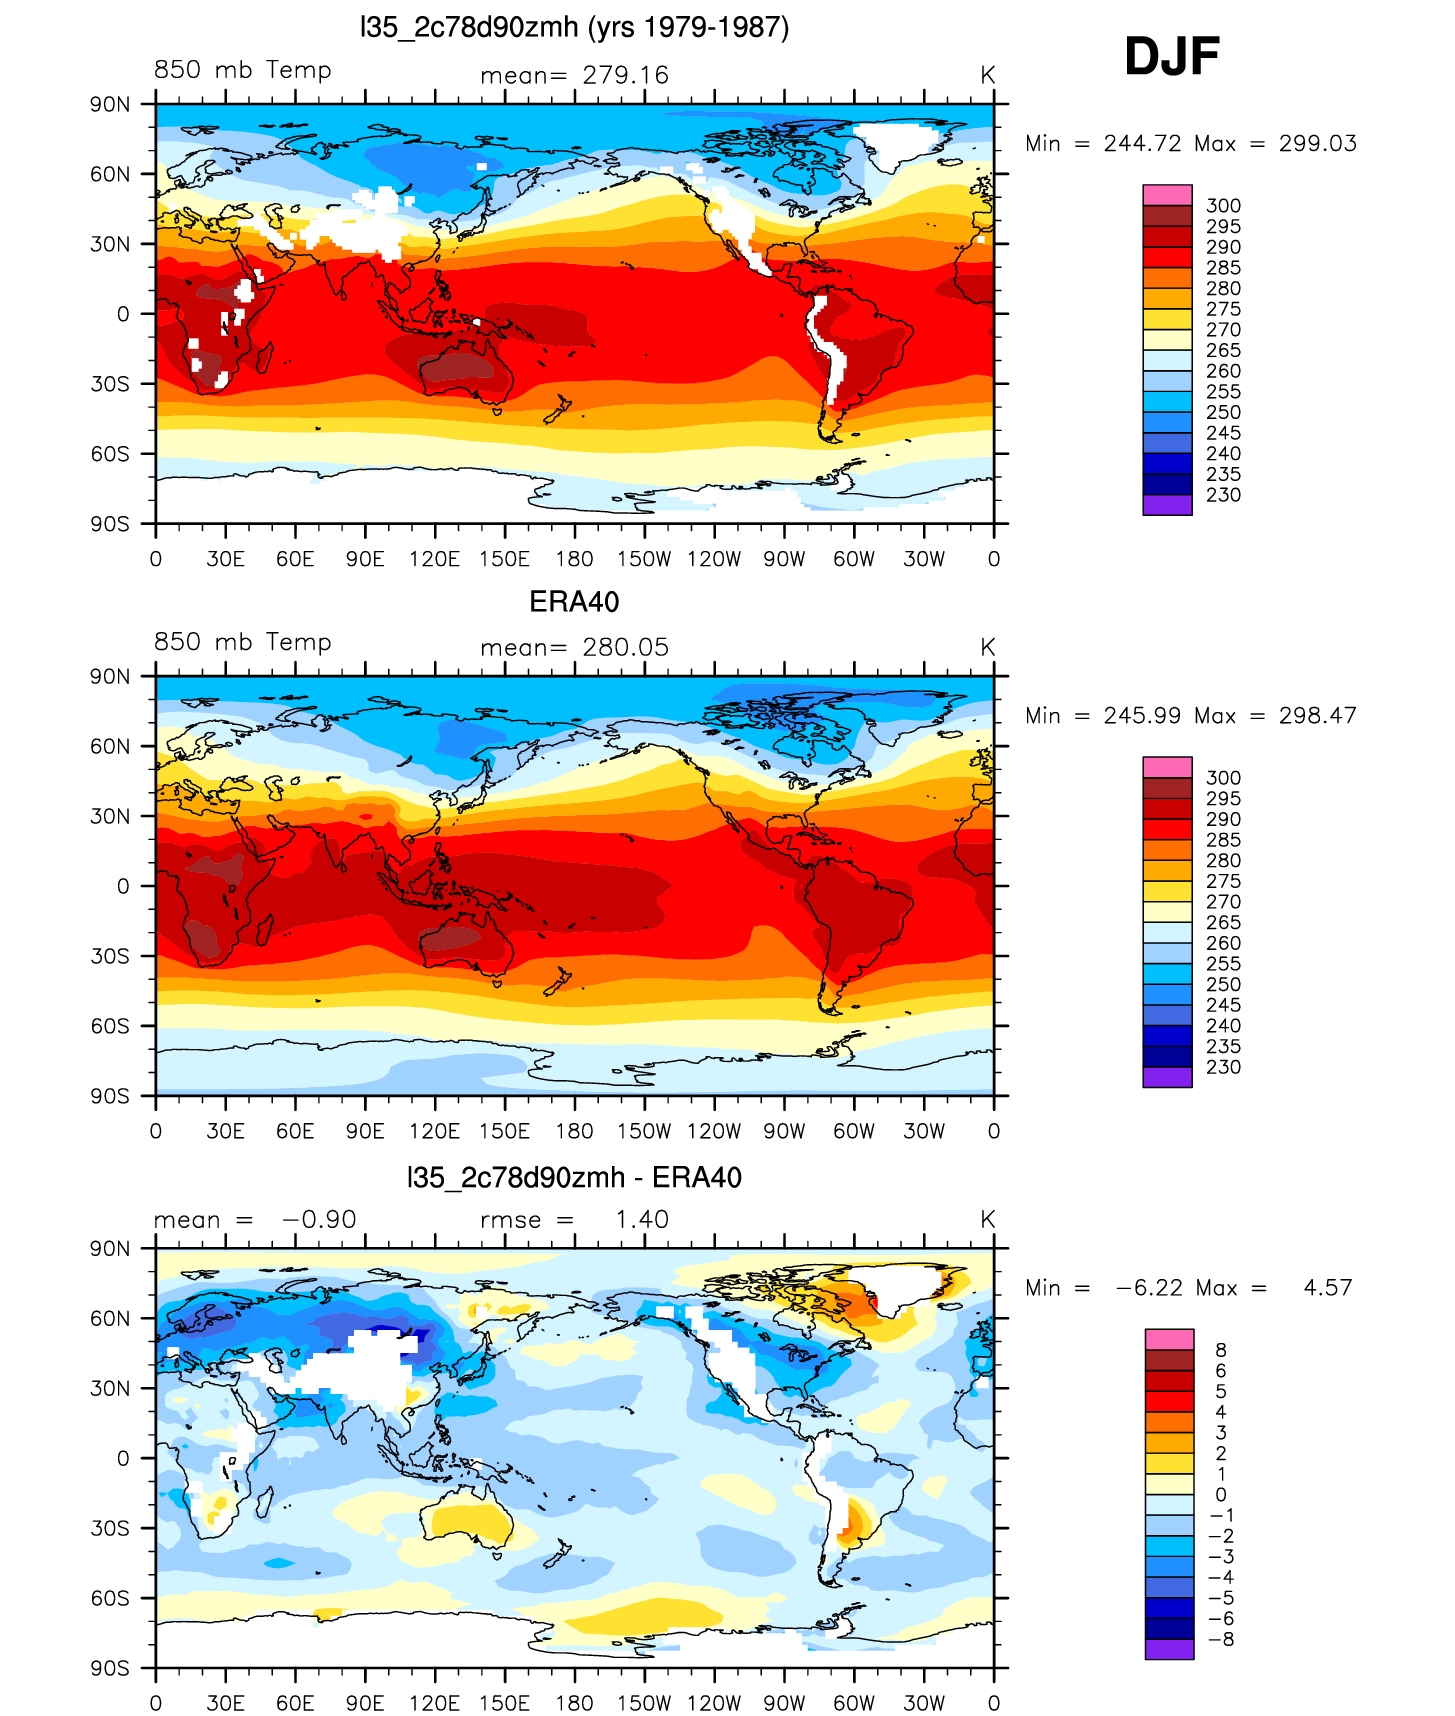 l35_2c78d90zmh (yrs 1979-1987)
DJF
850 mb Temp mean= 279.16 K
Min = 244.72 Max = 299.03
90N
60N
30N
0
30S
60S
90S
0 30E 60E 90E 120E 150E 180 150W 120W 90W 60W 30W 0
300
295
290
285
280
275
270
265
260
255
250
245
240
235
230
ERA40
850 mb Temp mean= 280.05 K
Min = 245.99 Max = 298.47
90N
60N
30N
0
30S
60S
90S
0 30E 60E 90E 120E 150E 180 150W 120W 90W 60W 30W 0
300
295
290
285
280
275
270
265
260
255
250
245
240
235
230
l35_2c78d90zmh - ERA40
mean = −0.90 rmse = 1.40 K
Min = −6.22 Max = 4.57
90N
60N
30N
0
30S
60S
90S
0 30E 60E 90E 120E 150E 180 150W 120W 90W 60W 30W 0
8
6
5
4
3
2
1
0
−1
−2
−3
−4
−5
−6
−8